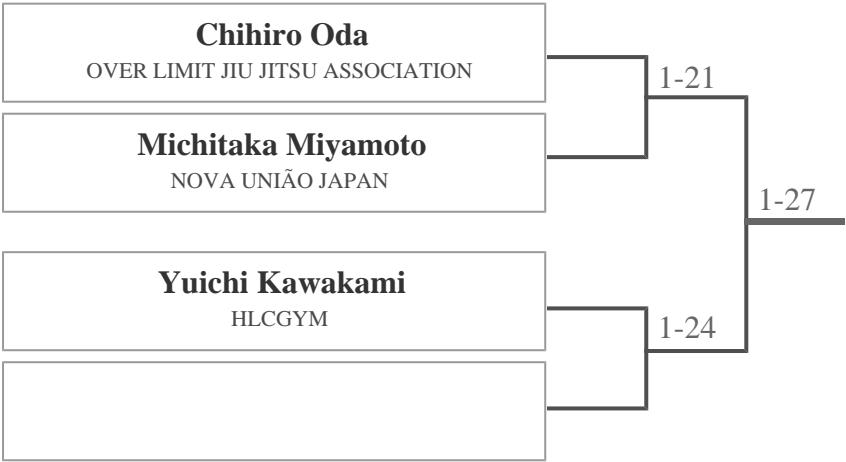 Chihiro Oda
OVER LIMIT JIU JITSU ASSOCIATION
1-21
Michitaka Miyamoto
NOVA UNIÃO JAPAN
1-27
Yuichi Kawakami
HLCGYM
1-24